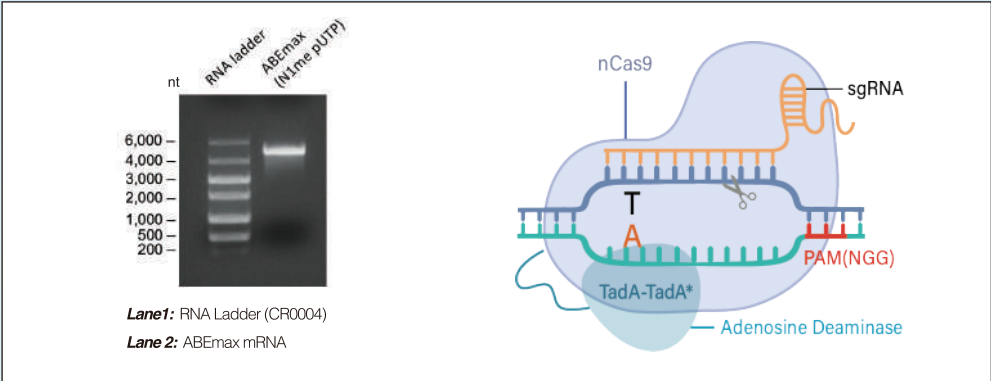 nt
RNA ladder
ABEmax
(N1me pUTP)
6,000
4,000
3,000
2,000
1,000
500
200
Lane1: RNA Ladder (CR0004)
Lane 2: ABEmax mRNA
nCas9
sgRNA
T
A
PAM(NGG)
TadA-TadA*
Adenosine Deaminase